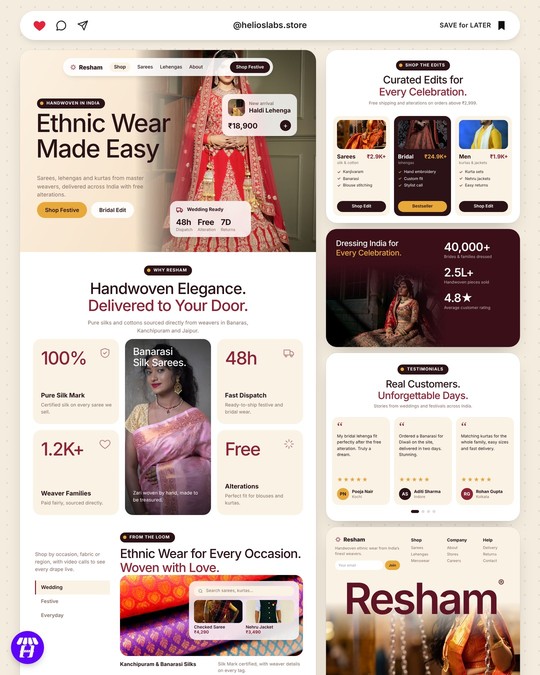 @helioslabs.store
SAVE for LATER
Resham
Shop
Sarees
Lehengas
Men
About
Shop Festive
HANDWOVEN IN INDIA
Ethnic Wear
Made Easy
Sarees, lehengas and kurtas from master
weavers, delivered across India with free
alterations.
Shop Festive
Bridal Edit
New arrival
Haldi Lehenga
₹18,900
+
Wedding Ready
48h Free 7D
Dispatch Alteration Returns
WHY RESHAM
Handwoven Elegance.
Delivered to Your Door.
Pure silks and cottons sourced directly from weavers in Banaras,
Kanchipuram and Jaipur.
100%
Pure Silk Mark
Certified silk on every saree we
sell.
Banarasi
Silk Sarees.
Zari woven by hand, made to
be treasured.
48h
Fast Dispatch
Ready-to-ship festive and
bridal wear.
1.2K+
Weaver Families
Paid fairly, sourced directly.
Free
Alterations
Perfect fit for blouses and
kurtas.
FROM THE LOOM
Shop by occasion, fabric or
region, with video calls to see
every drape live.
Wedding
Festive
Everyday
Ethnic Wear for Every Occasion.
Woven with Love.
Search sarees, kurtas...
Checked Saree
₹4,290
Nehru Jacket
₹3,490
Kanchipuram & Banarasi Silks
Silk Mark certified, with weaver details
on every tag.
SHOP THE EDITS
Curated Edits for
Every Celebration.
Free shipping and alterations on orders above ₹2,999.
Sarees ₹2.9K+
silk & cotton
Kanjivaram
Banarasi
Blouse stitching
Shop Edit
Bridal ₹24.9K+
Hand embroidery
Custom fit
Stylist call
Bestseller
Men ₹1.9K+
kurtas & jackets
Kurta sets
Nehru jackets
Easy returns
Shop Edit
Dressing India for
Every Celebration.
40,000+
Brides & families dressed
2.5L+
Handwoven pieces sold
4.8★
Average customer rating
TESTIMONIALS
Real Customers.
Unforgettable Days.
Stories from weddings and festivals across India.
My bridal lehenga fit
perfectly after the free
alteration. Truly a
dream.
PN
Pooja Nair
Kochi
Ordered a Banarasi for
Diwali on the site,
delivered in two days.
Stunning.
AS
Aditi Sharma
Indore
Matching kurtas for the
whole family, easy sizes
and fast delivery.
RG
Rohan Gupta
Kolkata
Resham
Handwoven ethnic wear from India's
finest weavers.
Your email
Join
Shop
Sarees
Lehengas
Menswear
Company
About
Stores
Careers
Help
Delivery
Returns
Contact
Resham®